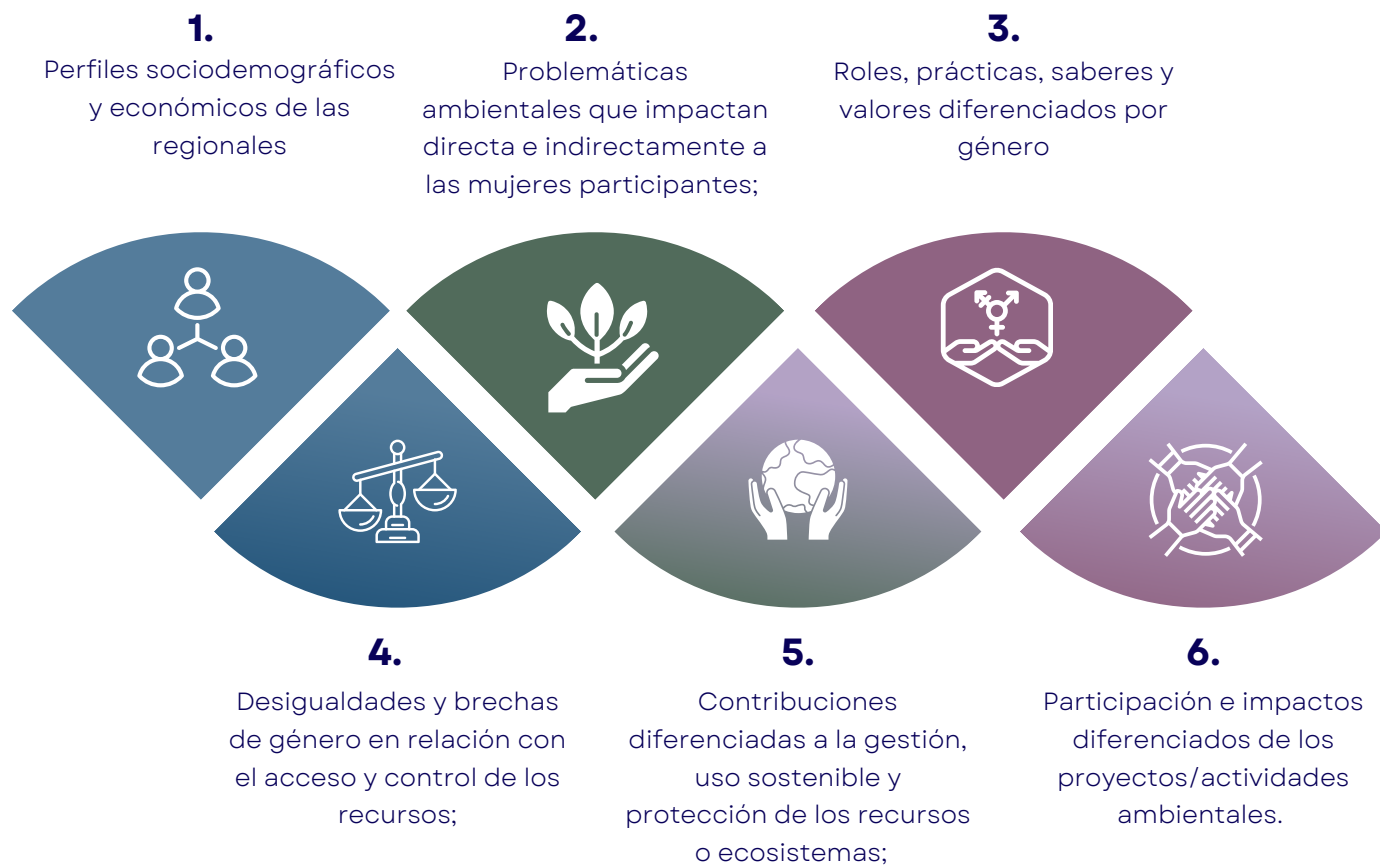 1.
Perfiles sociodemográficos
y económicos de las
regionales
2.
Problemáticas
ambientales que impactan
directa e indirectamente a
las mujeres participantes;
3.
Roles, prácticas, saberes y
valores diferenciados por
género
4.
Desigualdades y brechas
de género en relación con
el acceso y control de los
recursos;
5.
Contribuciones
diferenciadas a la gestión,
uso sostenible y
protección de los recursos
o ecosistemas;
6.
Participación e impactos
diferenciados de los
proyectos/actividades
ambientales.